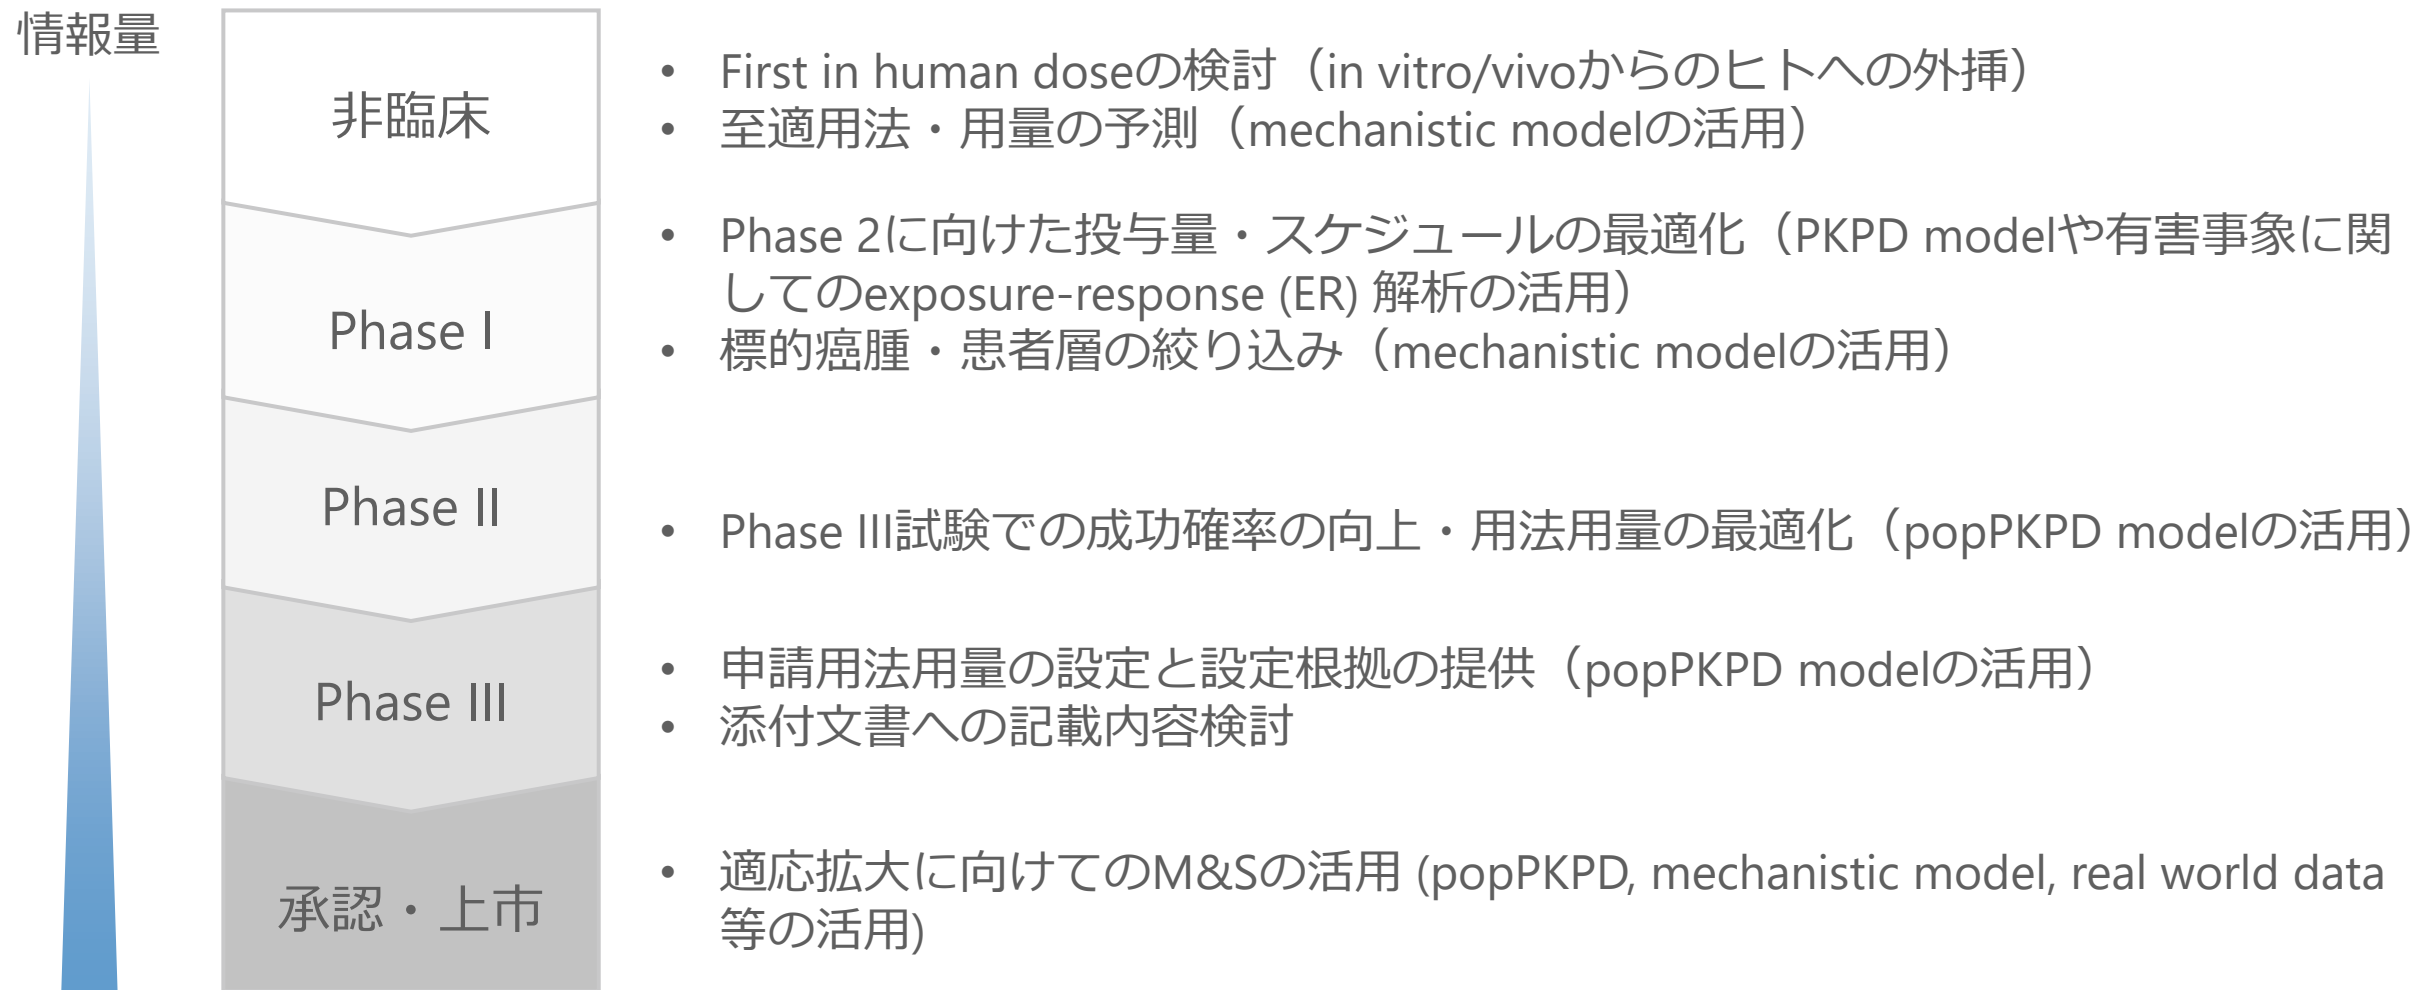 情報量
非臨床
• First in human doseの検討（in vitro/vivoからのヒトへの外挿）
• 至適用法・用量の予測（mechanistic modelの活用）
Phase I
• Phase 2に向けた投与量・スケジュールの最適化（PKPD modelや有害事象に関
してのexposure-response (ER) 解析の活用）
• 標的癌腫・患者層の絞り込み（mechanistic modelの活用）
Phase II
• Phase III試験での成功確率の向上・用法用量の最適化（popPKPD modelの活用）
Phase III
• 申請用法用量の設定と設定根拠の提供（popPKPD modelの活用）
• 添付文書への記載内容検討
承認・上市
• 適応拡大に向けてのM&Sの活用 (popPKPD, mechanistic model, real world data
等の活用)